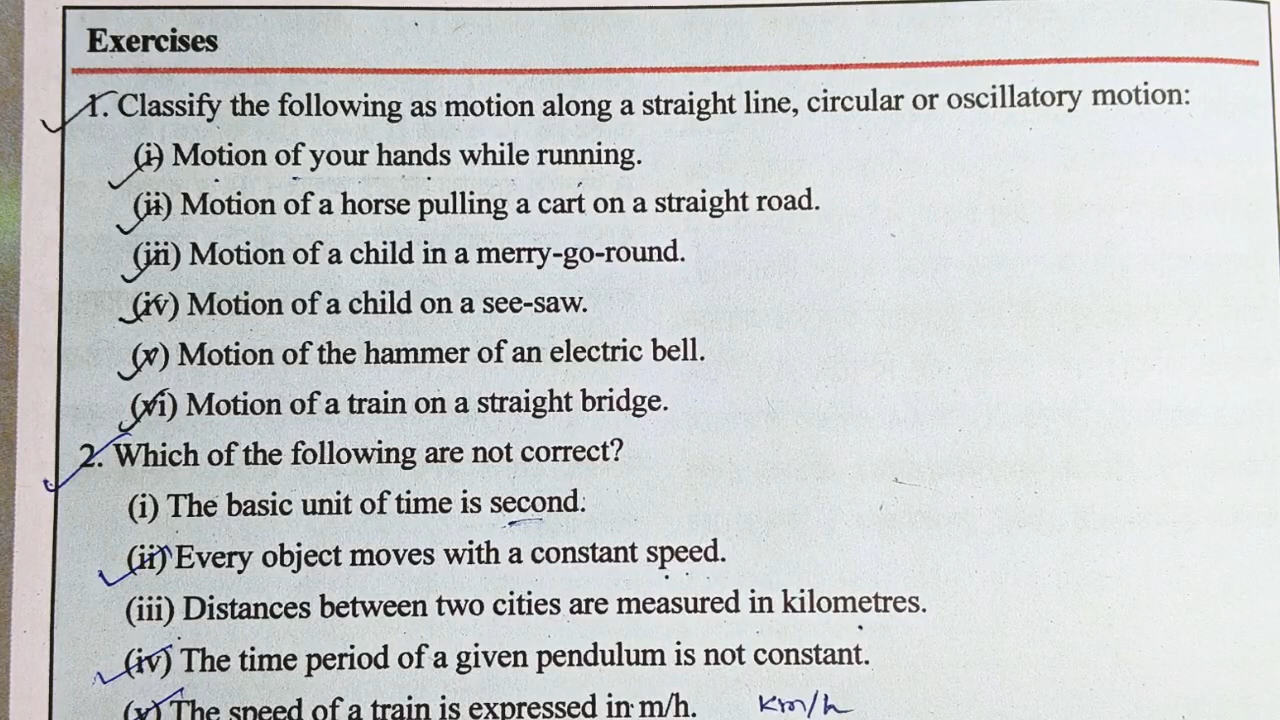 Exercises
1. Classify the following as motion along a straight line, circular or oscillatory motion:
(i) Motion of your hands while running.
(ii) Motion of a horse pulling a cart on a straight road.
(iii) Motion of a child in a merry-go-round.
(iv) Motion of a child on a see-saw.
(v) Motion of the hammer of an electric bell.
(vi) Motion of a train on a straight bridge.
2. Which of the following are not correct?
(i) The basic unit of time is second.
(ii) Every object moves with a constant speed.
(iii) Distances between two cities are measured in kilometres.
(iv) The time period of a given pendulum is not constant.
(v) The speed of a train is expressed in m/h. km/h